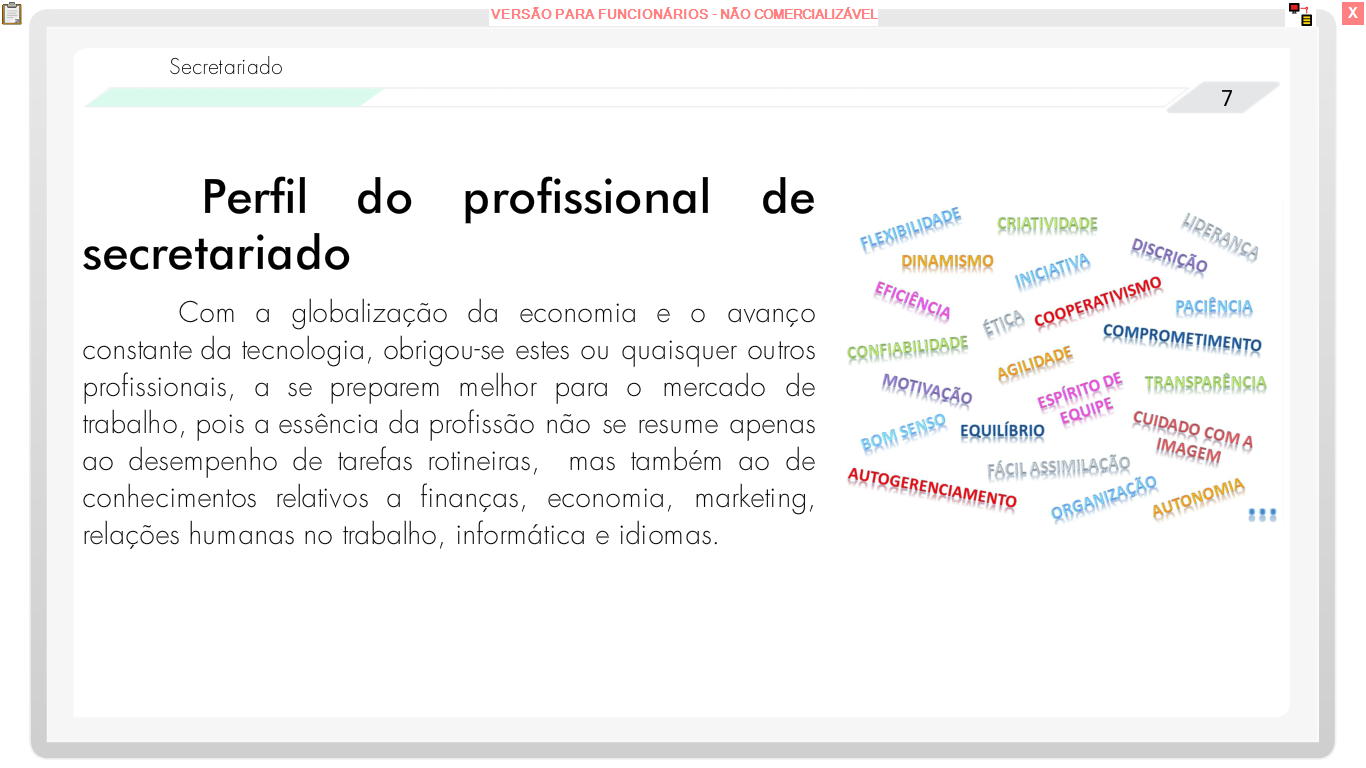 VERSÃO PARA FUNCIONÁRIOS - NÃO COMERCIALIZÁVEL
X
Secretariado
7
Perfil do profissional de
secretariado
Com a globalização da economia e o avanço
constante da tecnologia, obrigou-se estes ou quaisquer outros
profissionais, a se preparem melhor para o mercado de
trabalho, pois a essência da profissão não se resume apenas
ao desempenho de tarefas rotineiras, mas também ao de
conhecimentos relativos a finanças, economia, marketing,
relações humanas no trabalho, informática e idiomas.
FLEXIBILIDADE
CRIATIVIDADE
LIDERANÇA
DINAMISMO
INICIATIVA
DISCRIÇÃO
EFICIÊNCIA
ÉTICA
COOPERATIVISMO
PACIÊNCIA
CONFIABILIDADE
AGILIDADE
COMPROMETIMENTO
MOTIVAÇÃO
ESPÍRITO DE
EQUIPE
TRANSPARÊNCIA
BOM SENSO
EQUILÍBRIO
CUIDADO COM A
IMAGEM
AUTOGERENCIAMENTO
FÁCIL ASSIMILAÇÃO
ORGANIZAÇÃO
AUTONOMIA
...